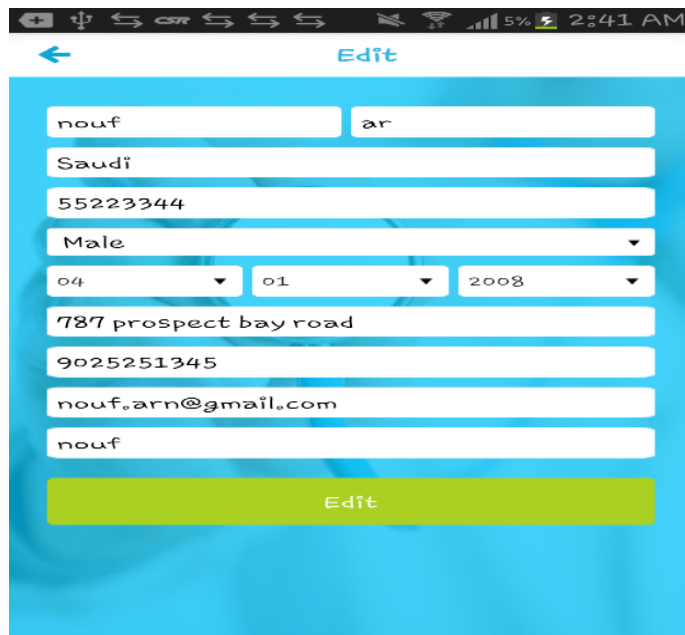 CSR 5% 2:41 AM
Edit
nouf ar
Saudi
55223344
Male
04 01 2008
787 prospect bay road
9025251345
nouf.arn@gmail.com
nouf
Edit